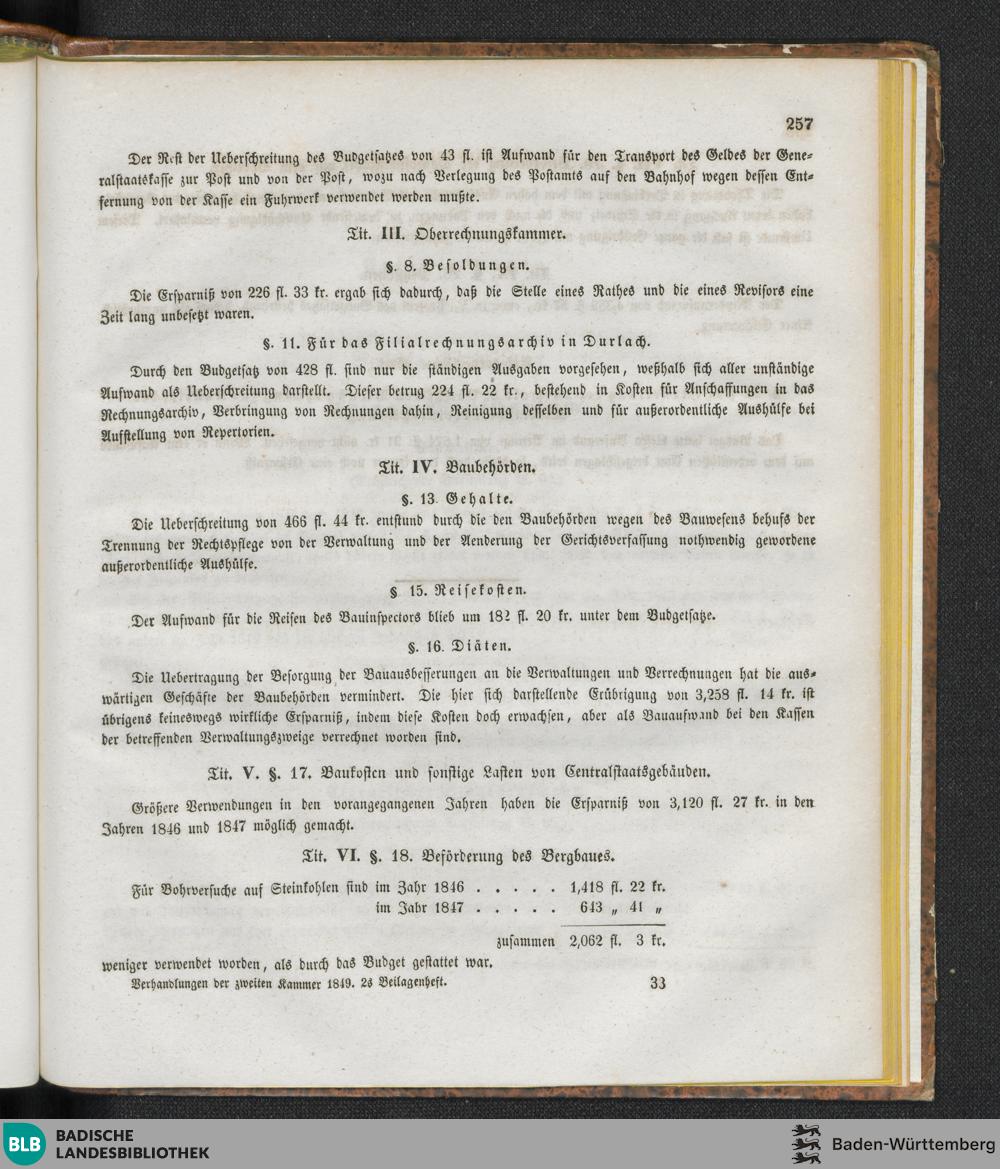 257
Der Rest der Ueberschreitung des Budgetsatzes von 43 fl. ist Aufwand für den Transport des Geldes der Gene-
ralstaatskasse zur Post und von der Post, wozu nach Verlegung des Postamts auf den Bahnhof wegen dessen Ent-
fernung von der Kasse ein Fuhrwerk verwendet werden mußte.
Tit. III. Oberrechnungskammer.
§. 8. Besoldungen.
Die Ersparniß von 226 fl. 33 kr. ergab sich dadurch, daß die Stelle eines Rathes und die eines Revisors eine
Zeit lang unbesetzt waren.
§. 11. Für das Filialrechnungsarchiv in Durlach.
Durch den Budgetsatz von 428 fl. sind nur die ständigen Ausgaben vorgesehen, weßhalb sich aller unständige
Aufwand als Ueberschreitung darstellt. Dieser betrug 224 fl. 22 kr., bestehend in Kosten für Anschaffungen in das
Rechnungsarchiv, Verbringung von Rechnungen dahin, Reinigung desselben und für außerordentliche Aushülfe bei
Aufstellung von Repertorien.
Tit. IV. Baubehörden.
§. 13. Gehalte.
Die Ueberschreitung von 466 fl. 44 kr. entstund durch die den Baubehörden wegen des Bauwesens behufs der
Trennung der Rechtspflege von der Verwaltung und der Aenderung der Gerichtsverfassung nothwendig gewordene
außerordentliche Aushülfe.
§ 15. Reisekosten.
Der Aufwand für die Reisen des Bauinspectors blieb um 182 fl. 20 kr. unter dem Budgetsatze.
§. 16. Diäten.
Die Uebertragung der Besorgung der Bauausbesserungen an die Verwaltungen und Verrechnungen hat die aus-
wärtigen Geschäfte der Baubehörden vermindert. Die hier sich darstellende Erübrigung von 3,258 fl. 14 kr. ist
übrigens keineswegs wirkliche Ersparniß, indem diese Kosten doch erwachsen, aber als Bauaufwand bei den Kassen
der betreffenden Verwaltungszweige verrechnet worden sind.
Tit. V. §. 17. Baukosten und sonstige Lasten von Centralstaatsgebäuden.
Größere Verwendungen in den vorangegangenen Jahren haben die Ersparniß von 3,120 fl. 27 kr. in den
Jahren 1846 und 1847 möglich gemacht.
Tit. VI. §. 18. Beförderung des Bergbaues.
Für Bohrversuche auf Steinkohlen sind im Jahr 1846 . . . . . 1,418 fl. 22 kr.
im Jahr 1847 . . . . . 643 „ 41 „
zusammen 2,062 fl. 3 kr.
weniger verwendet worden, als durch das Budget gestattet war.
Verhandlungen der zweiten Kammer 1849. 2s Beilagenheft. 33
BLB BADISCHE
LANDESBIBLIOTHEK
Baden-Württemberg